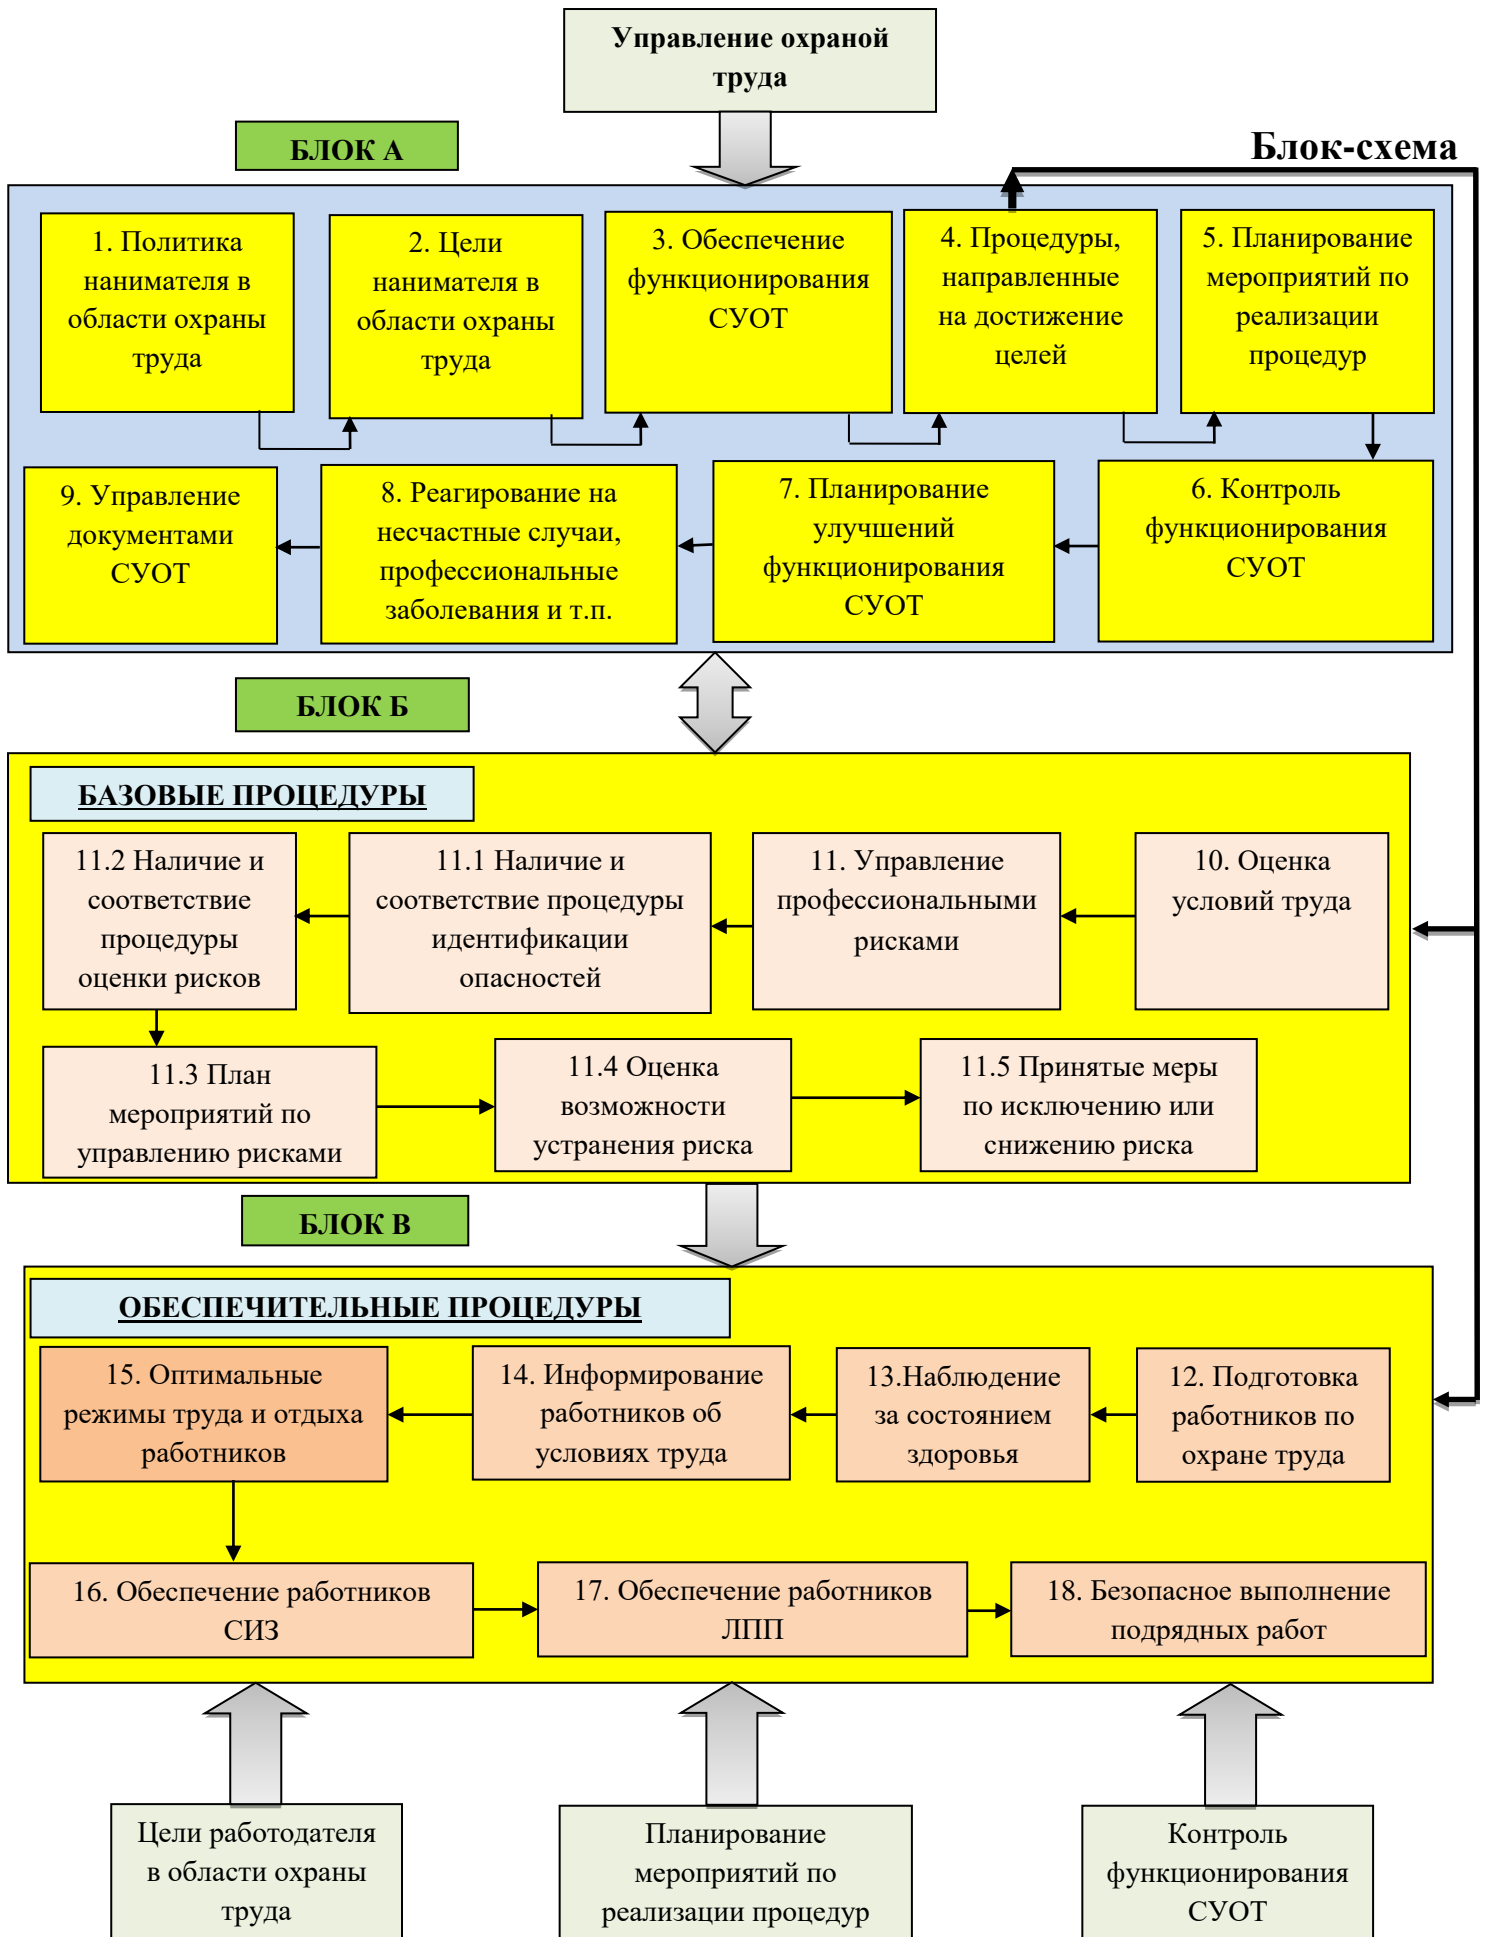 Управление охраной
труда
БЛОК А
Блок-схема
1. Политика
нанимателя в
области охраны
труда
2. Цели
нанимателя в
области охраны
труда
3. Обеспечение
функционирования
СУОТ
4. Процедуры,
направленные
на достижение
целей
5. Планирование
мероприятий по
реализации
процедур
9. Управление
документами
СУОТ
8. Реагирование на
несчастные случаи,
профессиональные
заболевания и т.п.
7. Планирование
улучшений
функционирования
СУОТ
6. Контроль
функционирования
СУОТ
БЛОК Б
БАЗОВЫЕ ПРОЦЕДУРЫ
11.2 Наличие и
соответствие
процедуры
оценки рисков
11.1 Наличие и
соответствие процедуры
идентификации
опасностей
11. Управление
профессиональными
рисками
10. Оценка
условий труда
11.3 План
мероприятий по
управлению рисками
11.4 Оценка
возможности
устранения риска
11.5 Принятые меры
по исключению или
снижению риска
БЛОК В
ОБЕСПЕЧИТЕЛЬНЫЕ ПРОЦЕДУРЫ
15. Оптимальные
режимы труда и отдыха
работников
14. Информирование
работников об
условиях труда
13.Наблюдение
за состоянием
здоровья
12. Подготовка
работников по
охране труда
16. Обеспечение работников
СИЗ
17. Обеспечение работников
ЛПП
18. Безопасное выполнение
подрядных работ
Цели работодателя
в области охраны
труда
Планирование
мероприятий по
реализации процедур
Контроль
функционирования
СУОТ